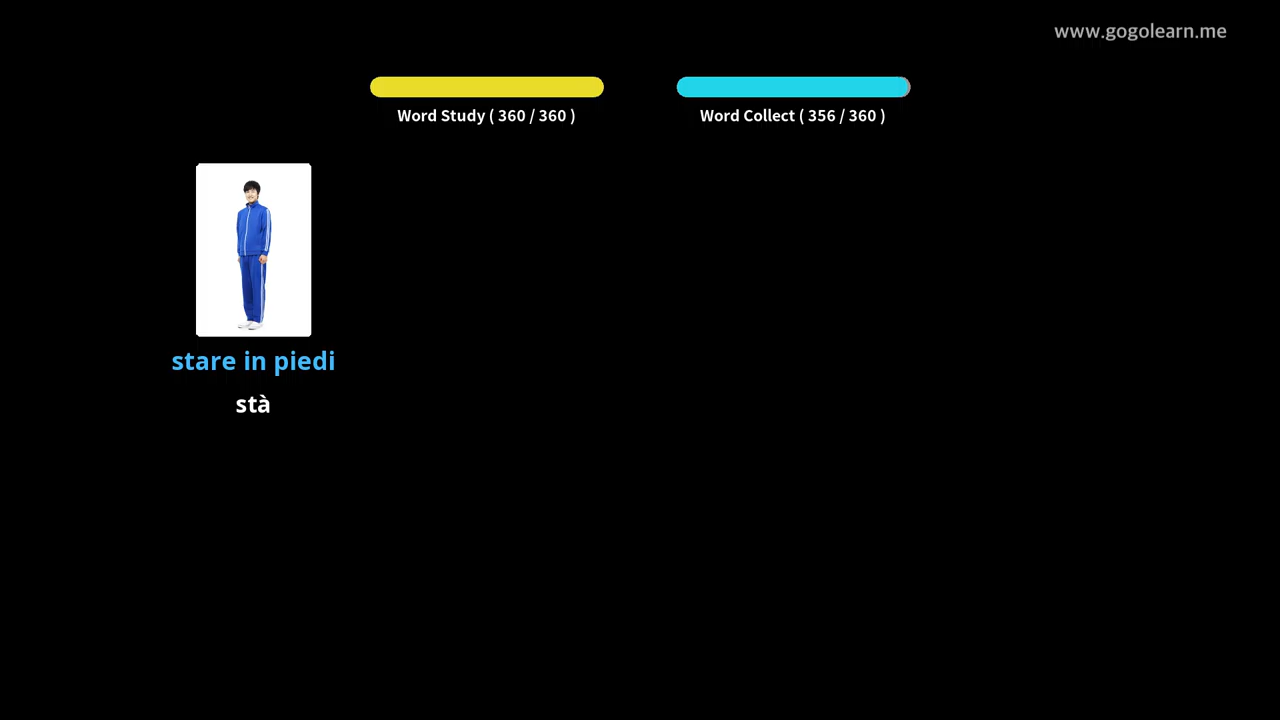 www.gogolearn.me
Word Study ( 360 / 360 )
Word Collect ( 356 / 360 )
stare in piedi
stà